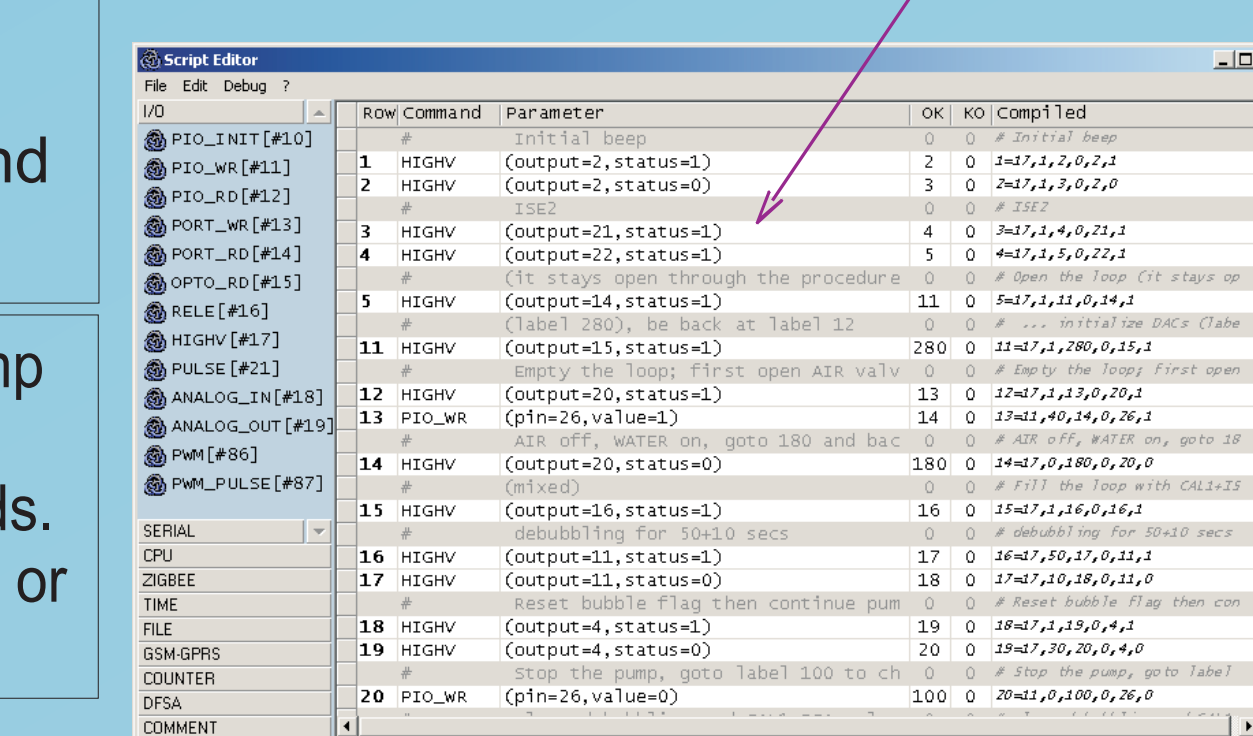 nd
np
ds.
or
Script Editor
File Edit Debug ?
I/O
PIO_INIT[#10]
PIO_WR[#11]
PIO_RD[#12]
PORT_WR[#13]
PORT_RD[#14]
OPTO_RD[#15]
RELE[#16]
HIGHV[#17]
PULSE[#21]
ANALOG_IN[#18]
ANALOG_OUT[#19]
PWM[#86]
PWM_PULSE[#87]
SERIAL
CPU
ZIGBEE
TIME
FILE
GSM-GPRS
COUNTER
DFSA
COMMENT
Row Command Parameter OK KO Compiled
# Initial beep 0 0 # Initial beep
1 HIGHV (output=2,status=1) 2 0 1=17,1,2,0,2,1
2 HIGHV (output=2,status=0) 3 0 2=17,1,3,0,2,0
# ISE2 0 0 # ISE2
3 HIGHV (output=21,status=1) 4 0 3=17,1,4,0,21,1
4 HIGHV (output=22,status=1) 5 0 4=17,1,5,0,22,1
# (it stays open through the procedure 0 0 # Open the loop (it stays op
5 HIGHV (output=14,status=1) 11 0 5=17,1,11,0,14,1
# (label 280), be back at label 12 0 0 # ... initialize DACs (labe
11 HIGHV (output=15,status=1) 280 0 11=17,1,280,0,15,1
# Empty the loop; first open AIR valv 0 0 # Empty the loop; first open
12 HIGHV (output=20,status=1) 13 0 12=17,1,13,0,20,1
13 PIO_WR (pin=26,value=1) 14 0 13=11,40,14,0,26,1
# AIR off, WATER on, goto 180 and bac 0 0 # AIR off, WATER on, goto 18
14 HIGHV (output=20,status=0) 180 0 14=17,0,180,0,20,0
# (mixed) 0 0 # Fill the loop with CAL1+IS
15 HIGHV (output=16,status=1) 16 0 15=17,1,16,0,16,1
# debubbling for 50+10 secs 0 0 # debubbling for 50+10 secs
16 HIGHV (output=11,status=1) 17 0 16=17,50,17,0,11,1
17 HIGHV (output=11,status=0) 18 0 17=17,10,18,0,11,0
# Reset bubble flag then continue pum 0 0 # Reset bubble flag then con
18 HIGHV (output=4,status=1) 19 0 18=17,1,19,0,4,1
19 HIGHV (output=4,status=0) 20 0 19=17,30,20,0,4,0
# Stop the pump, goto label 100 to ch 0 0 # Stop the pump, goto label
20 PIO_WR (pin=26,value=0) 100 0 20=11,0,100,0,26,0